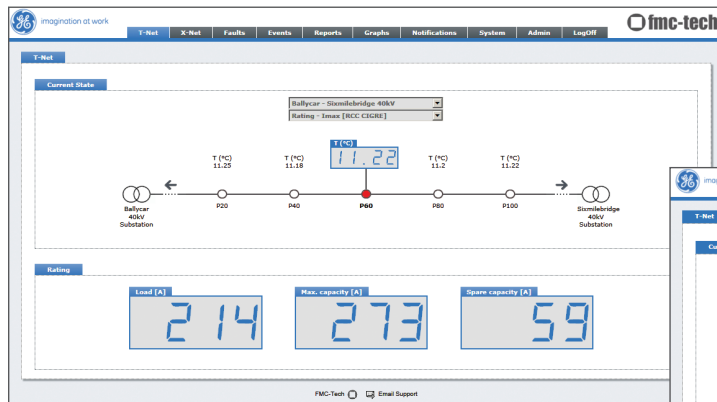 imagination at work
fmc-tech
T-Net X-Net Faults Events Reports Graphs Notifications System Admin LogOff
T-Net
Current State
Ballycar - Sixmilebridge 40kV
Rating - Imax [RCC CIGRE]
T (°C)
11.22
T (°C) T (°C) T (°C) T (°C)
11.25 11.18 11.2 11.22
P20 P40 P60 P80 P100
Ballycar
40kV
Substation
Sixmilebridge
40kV
Substation
Rating
Load [A] Max. capacity [A] Spare capacity [A]
214 273 59
FMC-Tech Email Support
T-Net